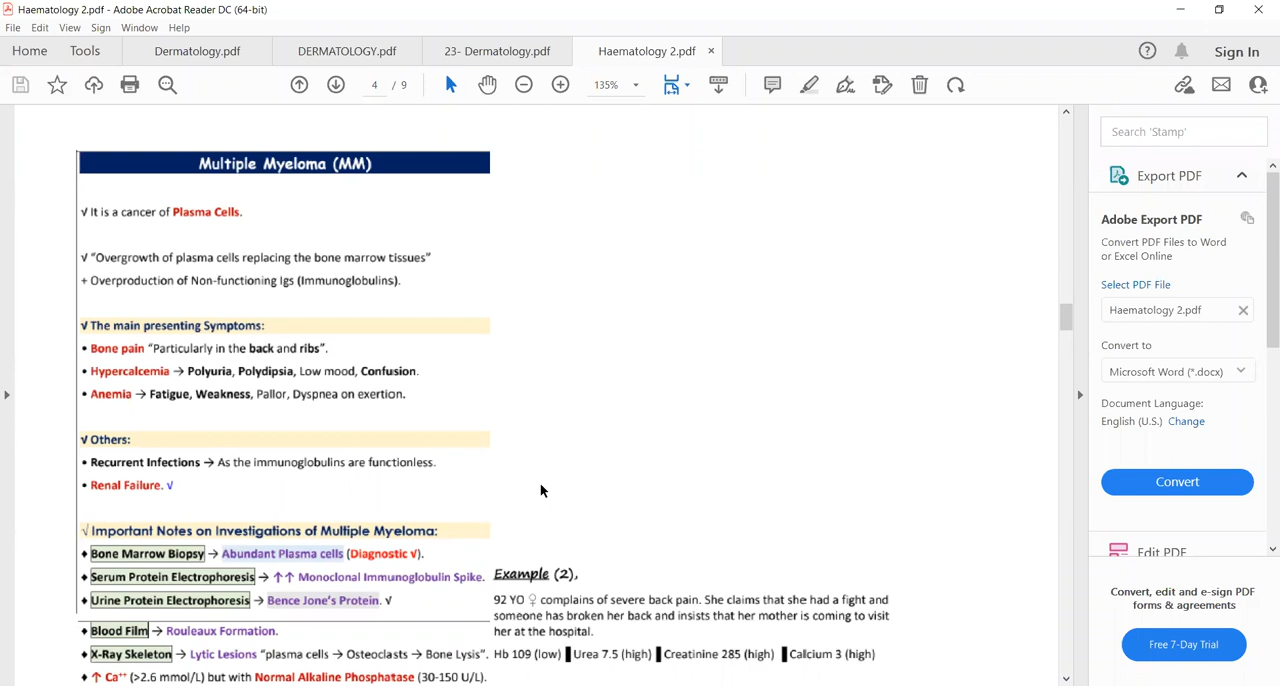 Haematology 2.pdf - Adobe Acrobat Reader DC (64-bit)
File Edit View Sign Window Help
Home Tools Dermatology.pdf DERMATOLOGY.pdf 23- Dermatology.pdf Haematology 2.pdf × Sign In
4 / 9 135%
Search 'Stamp'
Export PDF
Adobe Export PDF
Convert PDF Files to Word
or Excel Online
Select PDF File
Haematology 2.pdf
Convert to
Microsoft Word (*.docx)
Document Language:
English (U.S.) Change
Convert
Edit PDF
Convert, edit and e-sign PDF
forms & agreements
Free 7-Day Trial
Multiple Myeloma (MM)
√ It is a cancer of Plasma Cells.
√ “Overgrowth of plasma cells replacing the bone marrow tissues”
+ Overproduction of Non-functioning Igs (Immunoglobulins).
√ The main presenting Symptoms:
• Bone pain “Particularly in the back and ribs”.
• Hypercalcemia → Polyuria, Polydipsia, Low mood, Confusion.
• Anemia → Fatigue, Weakness, Pallor, Dyspnea on exertion.
√ Others:
• Recurrent Infections → As the immunoglobulins are functionless.
• Renal Failure. √
√ Important Notes on Investigations of Multiple Myeloma:
♦ Bone Marrow Biopsy → Abundant Plasma cells (Diagnostic √).
♦ Serum Protein Electrophoresis → ↑↑ Monoclonal Immunoglobulin Spike.
♦ Urine Protein Electrophoresis → Bence Jone’s Protein. √
♦ Blood Film → Rouleaux Formation.
♦ X-Ray Skeleton → Lytic Lesions “plasma cells → Osteoclasts → Bone Lysis”.
♦ ↑ Ca⁺⁺ (>2.6 mmol/L) but with Normal Alkaline Phosphatase (30-150 U/L).
Example (2),
92 YO ♀ complains of severe back pain. She claims that she had a fight and
someone has broken her back and insists that her mother is coming to visit
her at the hospital.
Hb 109 (low) ▌Urea 7.5 (high) ▌Creatinine 285 (high) ▌Calcium 3 (high)